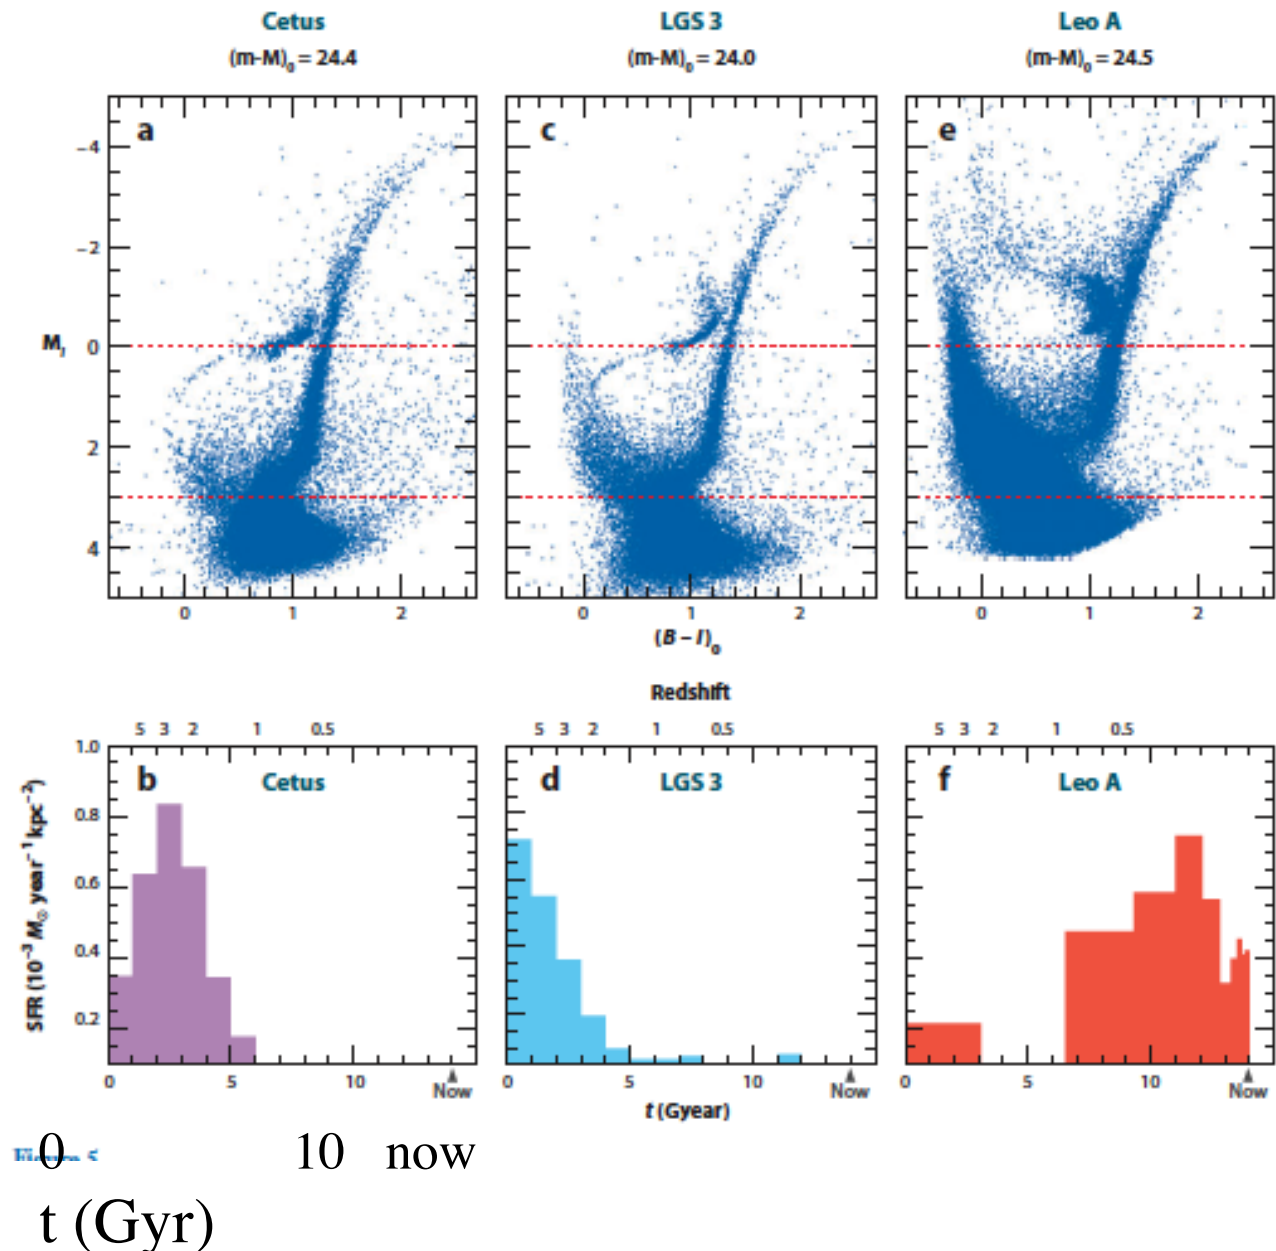 Cetus LGS 3 Leo A
(m-M)₀ = 24.4 (m-M)₀ = 24.0 (m-M)₀ = 24.5
a c e
−4
−2
M_I 0
2
4
0 1 2 0 1 2 0 1 2
(B – I)₀
Redshift
5 3 2 1 0.5 5 3 2 1 0.5 5 3 2 1 0.5
1.0
b Cetus d LGS 3 f Leo A
0.8
0.6
0.4
0.2
SFR (10⁻³ M☉ year⁻¹ kpc⁻²)
0 5 10 Now 0 5 10 Now 0 5 10 Now
t (Gyear)
Figure 5
0 10 now
t (Gyr)